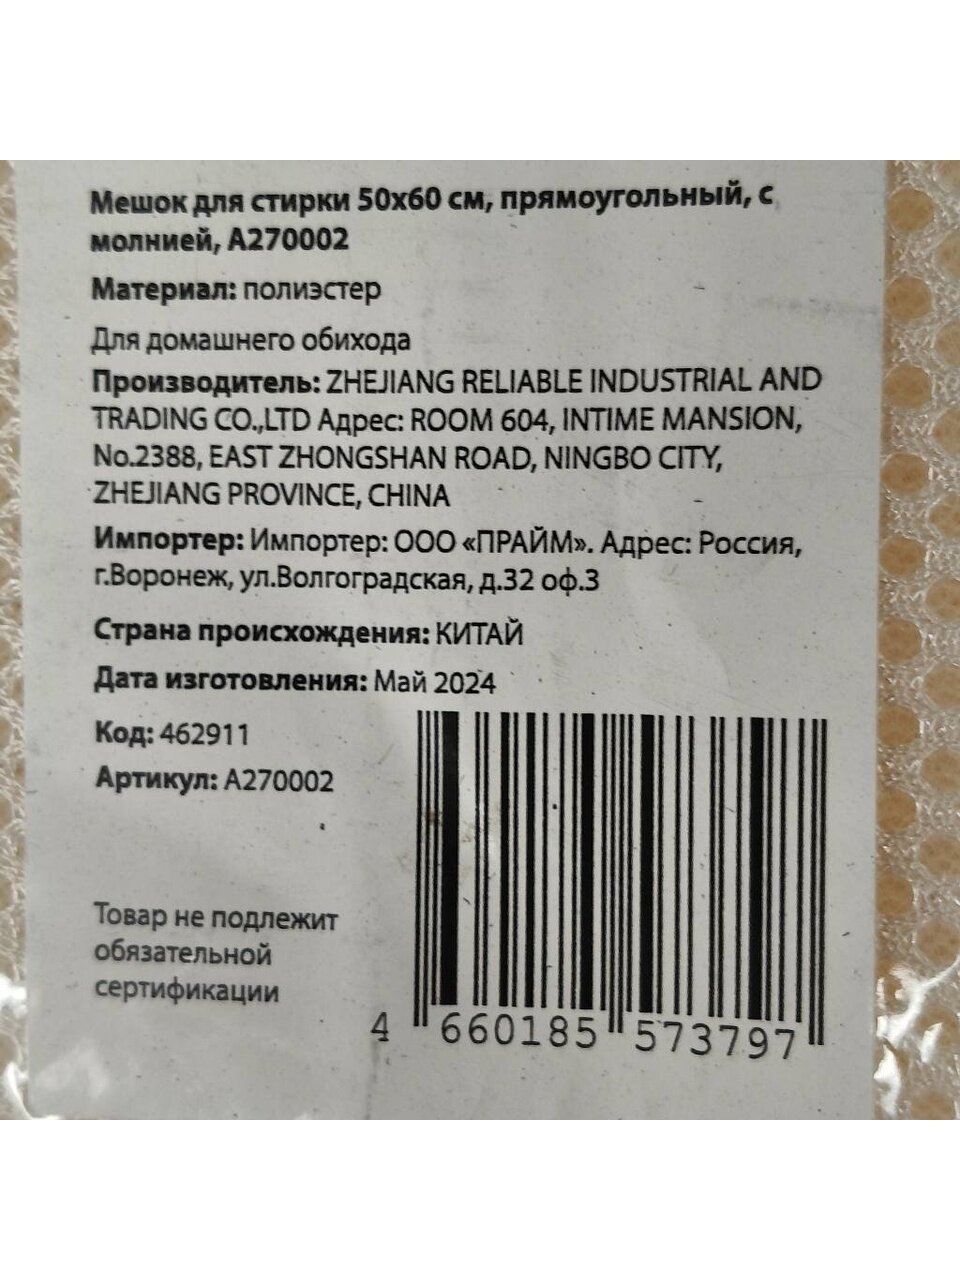 Мешок для стирки 50х60 см, прямоугольный, с
молнией, А270002
Материал: полиэстер
Для домашнего обихода
Производитель: ZHEJIANG RELIABLE INDUSTRIAL AND
TRADING CO.,LTD Адрес: ROOM 604, INTIME MANSION,
No.2388, EAST ZHONGSHAN ROAD, NINGBO CITY,
ZHEJIANG PROVINCE, CHINA
Импортер: Импортер: ООО «ПРАЙМ». Адрес: Россия,
г.Воронеж, ул.Волгоградская, д.32 оф.3
Страна происхождения: КИТАЙ
Дата изготовления: Май 2024
Код: 462911
Артикул: А270002
Товар не подлежит
обязательной
сертификации
4 660185 573797